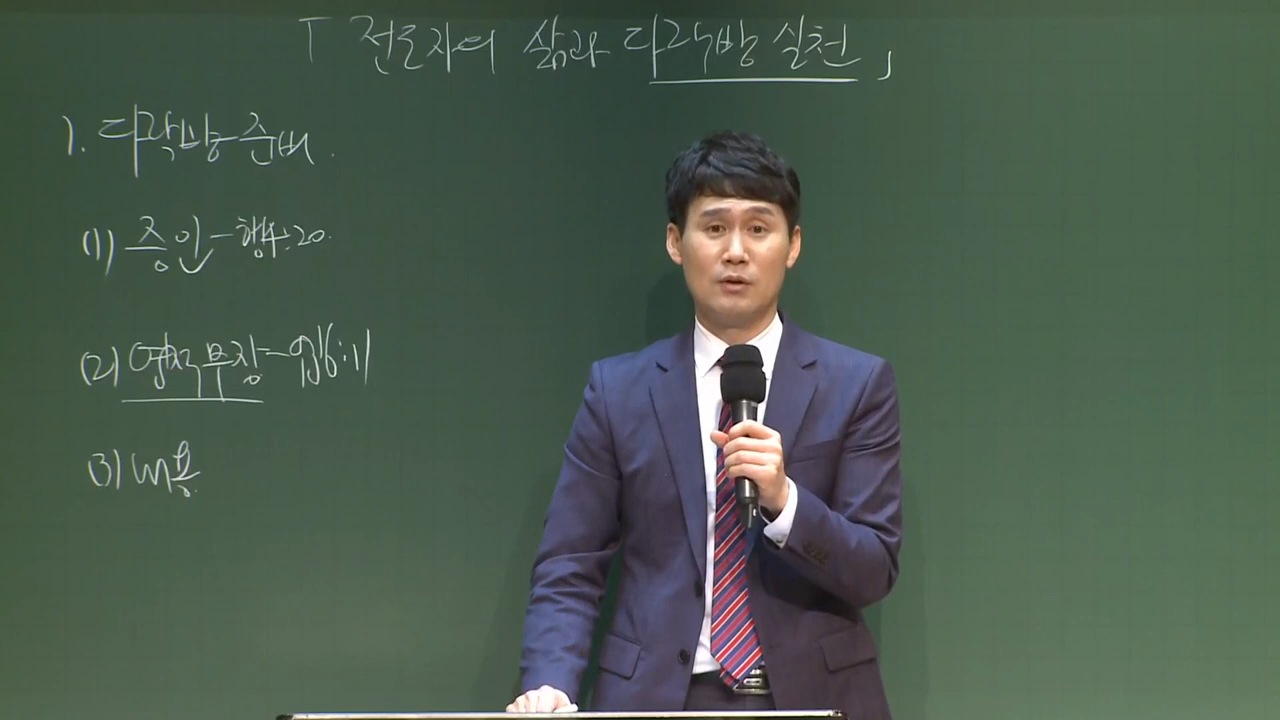 「전도자의 삶과 다락방 실천」
1. 다락방 준비.
(1) 증인-행4:20.
(2) 영적무장-엡6:11
(3) 내용.